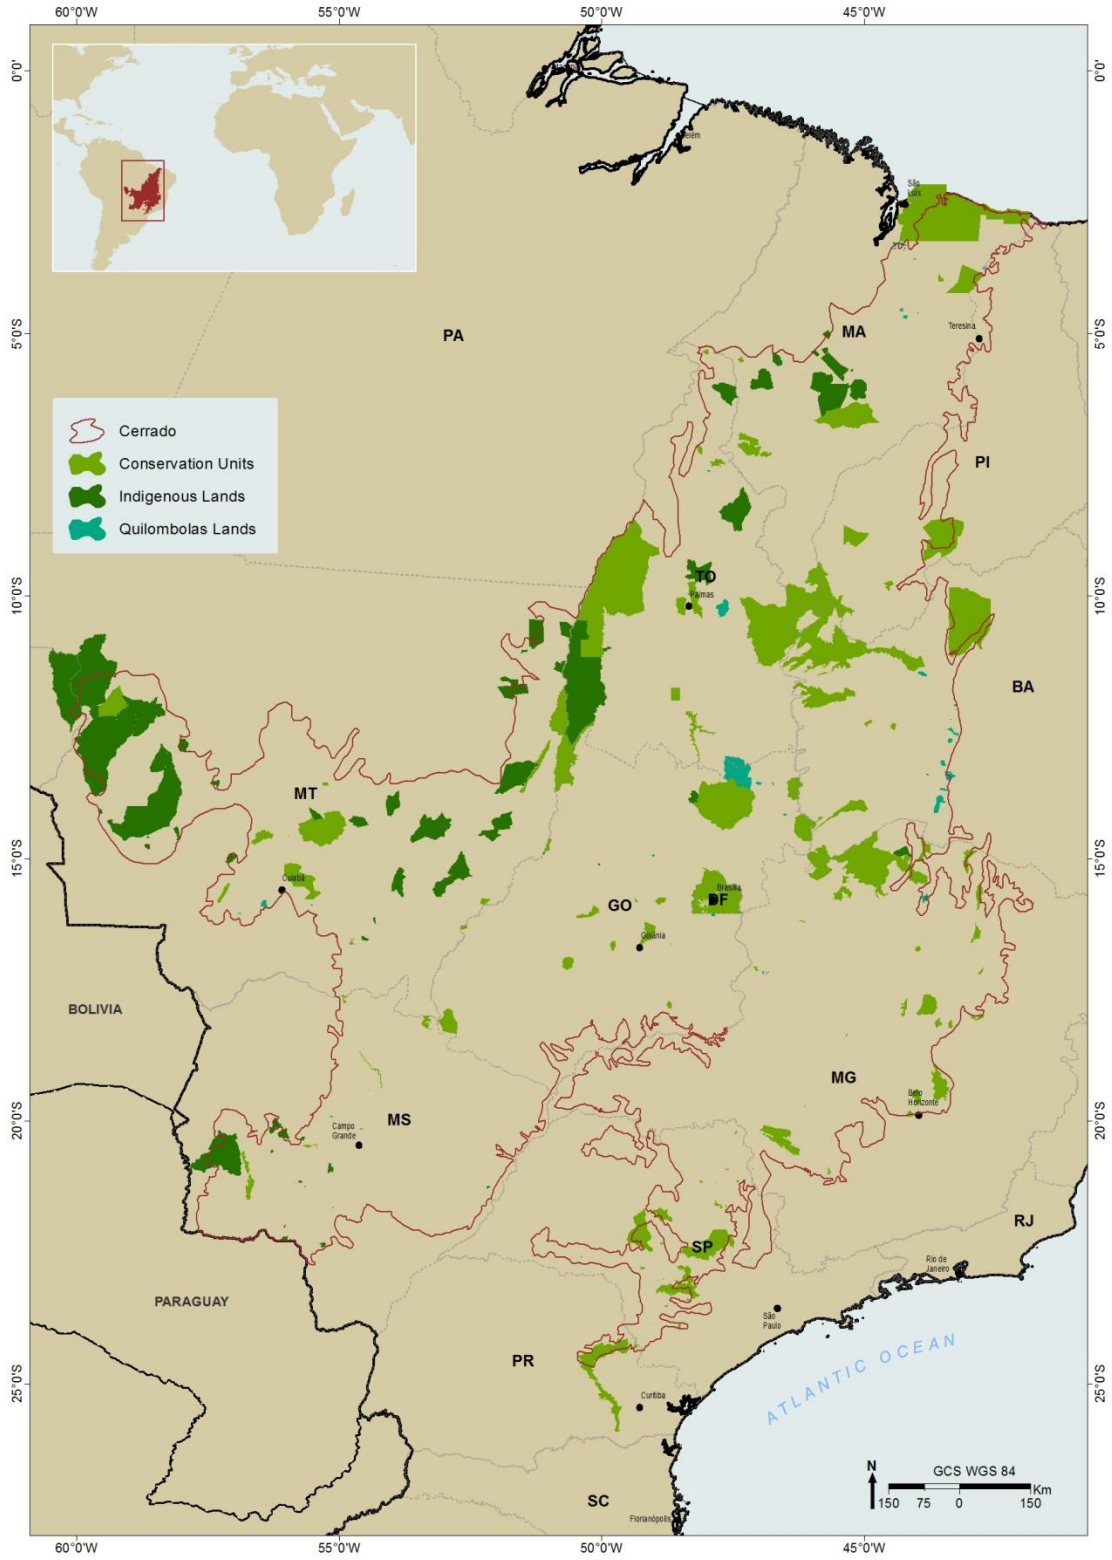 60°0'W 55°0'W 50°0'W 45°0'W
0°0' 0°0'
Belém
São
Luis
MA
5°0'S PA Teresina 5°0'S
Cerrado
Conservation Units
PI
Indigenous Lands
Quilombolas Lands
TO
10°0'S Palmas 10°0'S
BA
MT
15°0'S Cuiabá 15°0'S
Brasília
GO DF
Goiânia
BOLIVIA
MG
Belo
Horizonte
20°0'S MS 20°0'S
Campo
Grande
RJ
SP
Rio de
Janeiro
PARAGUAY
São
Paulo
PR
ATLANTIC OCEAN
25°0'S Curitiba 25°0'S
N GCS WGS 84
Km
150 75 0 150
SC
Florianópolis
60°0'W 55°0'W 50°0'W 45°0'W